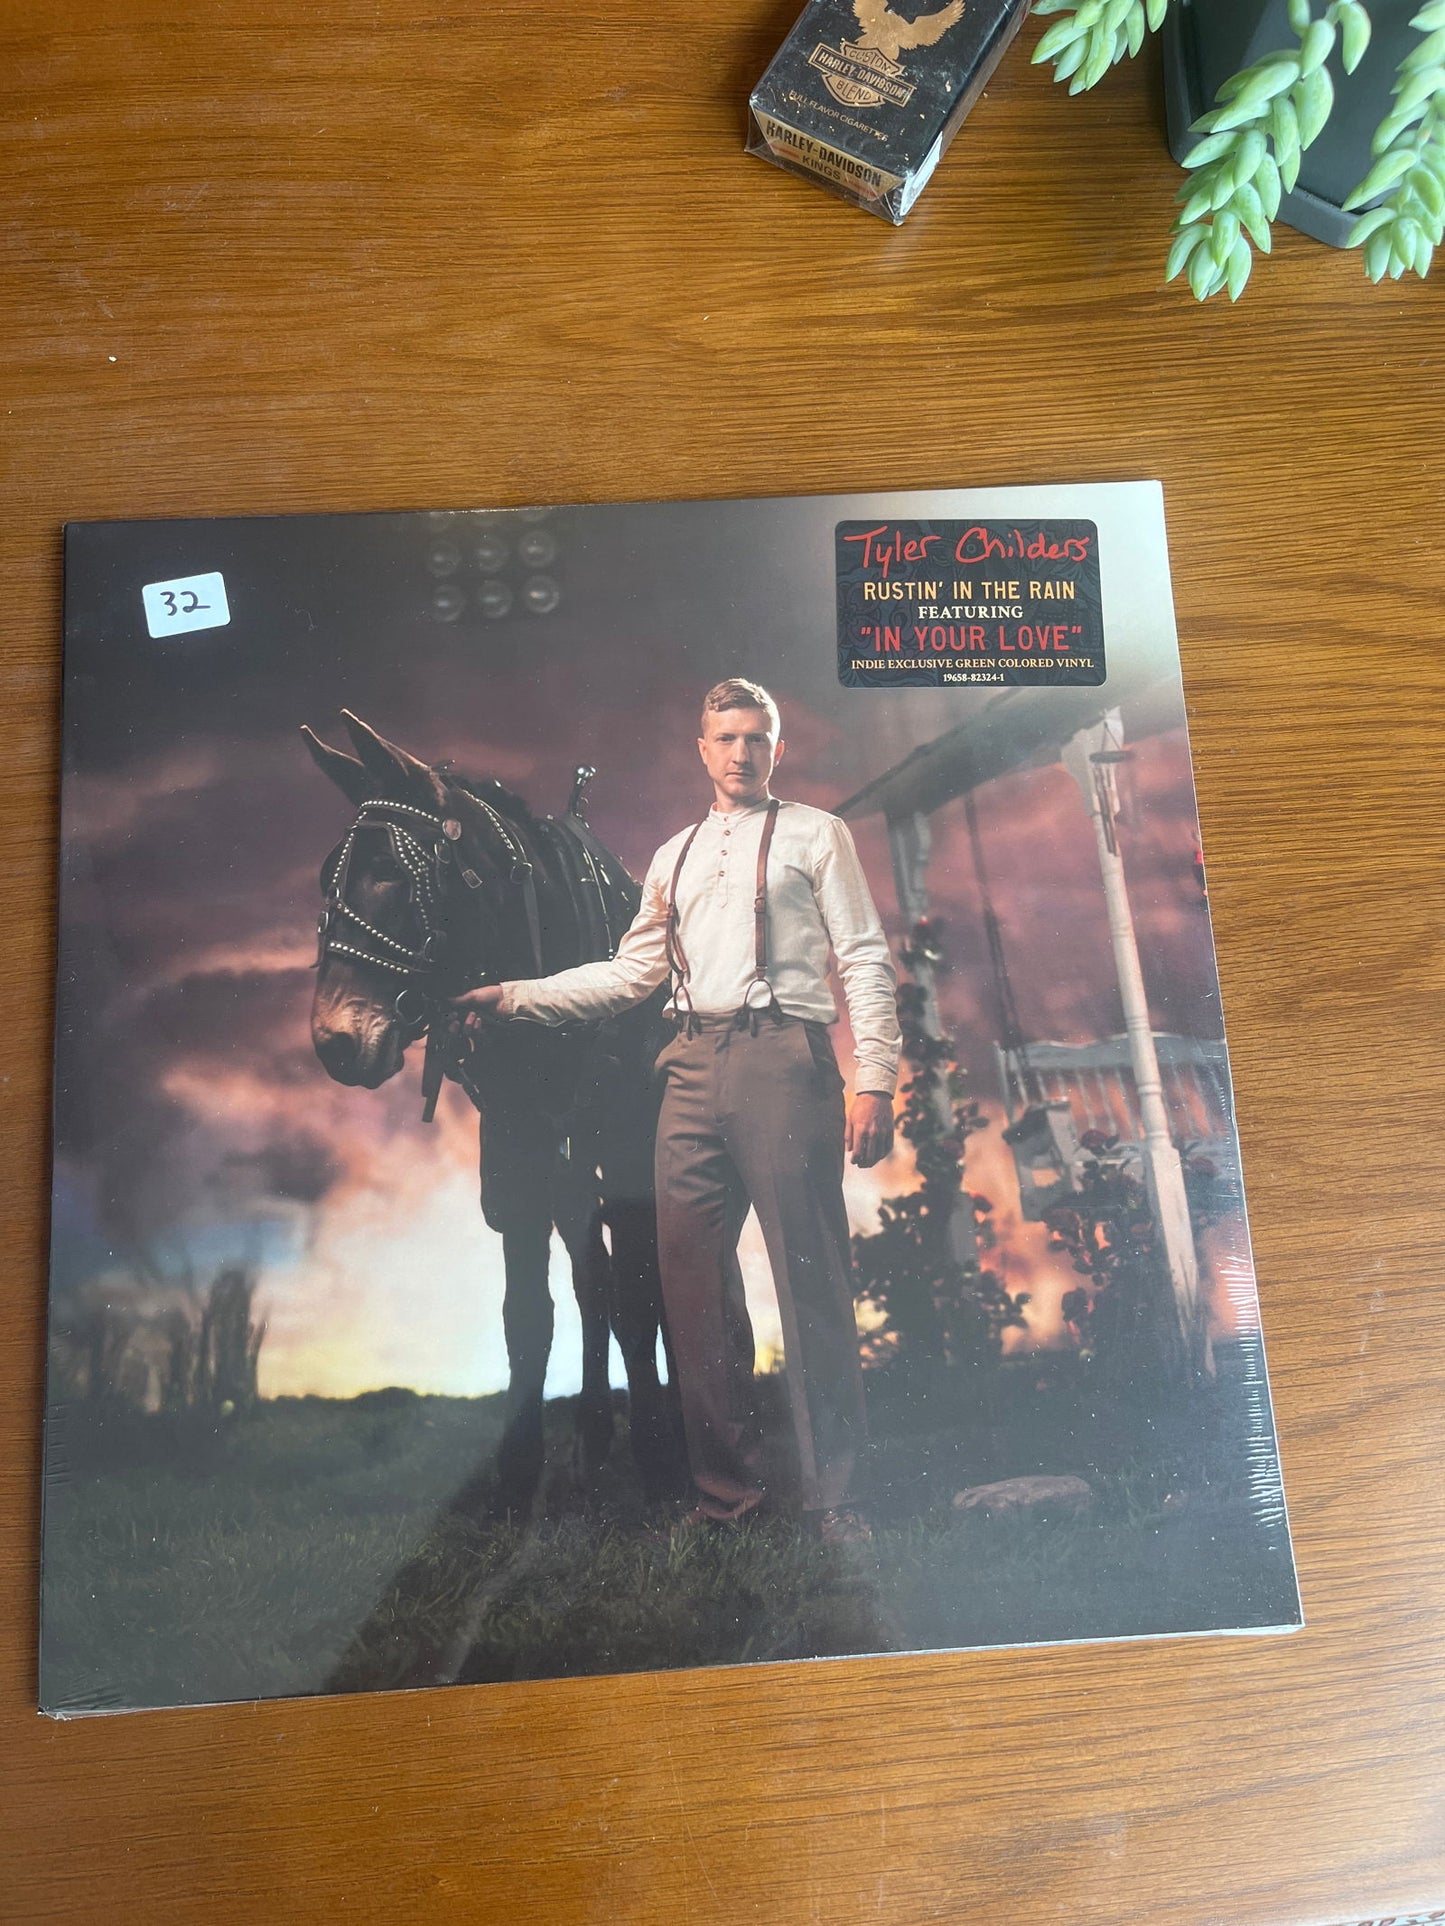 CUSTOM
HARLEY-DAVIDSON
BLEND
FULL FLAVOR CIGARETTES
HARLEY-DAVIDSON
KINGS
32
Tyler Childers
RUSTIN' IN THE RAIN
FEATURING
"IN YOUR LOVE"
INDIE EXCLUSIVE GREEN COLORED VINYL
19658-82324-1